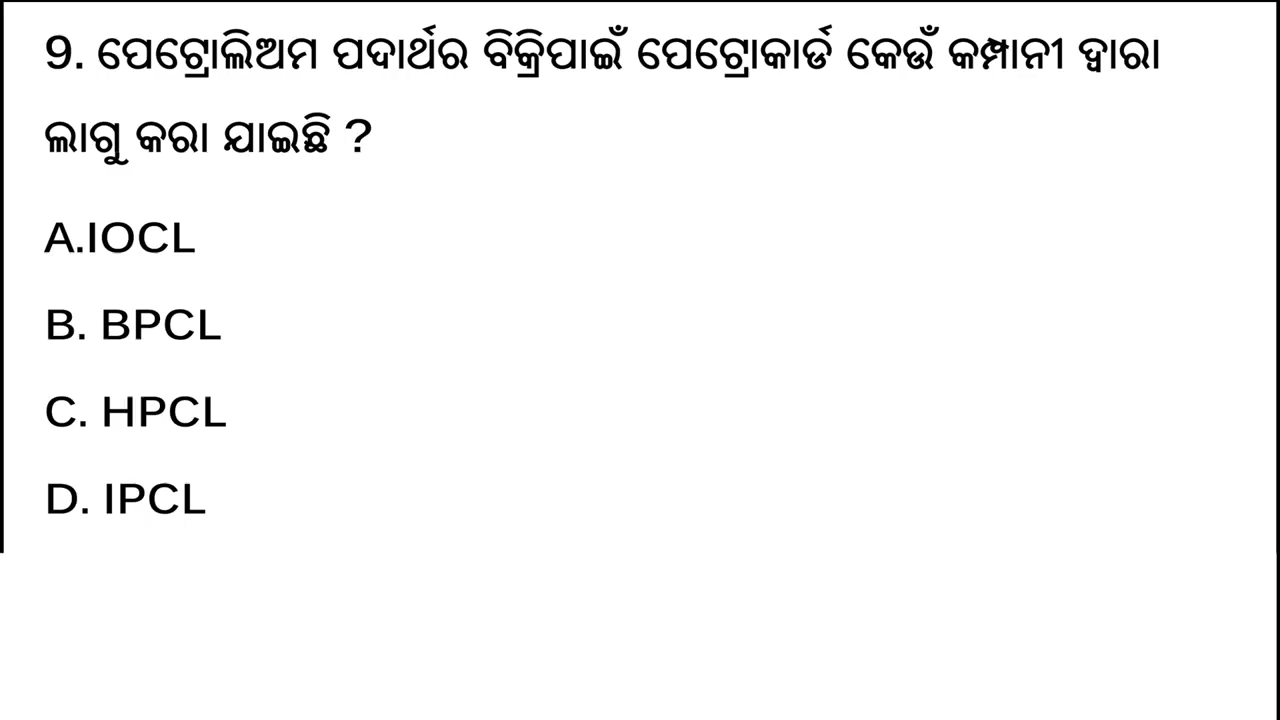 9. ପେଟ୍ରୋଲିଅମ ପଦାର୍ଥର ବିକ୍ରିପାଇଁ ପେଟ୍ରୋକାର୍ଡ କେଉଁ କମ୍ପାନୀ ଦ୍ୱାରା
ଲାଗୁ କରା ଯାଇଛି ?
A.IOCL
B. BPCL
C. HPCL
D. IPCL